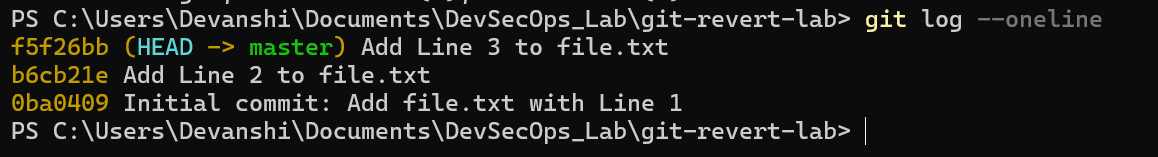 PS C:\Users\Devanshi\Documents\DevSecOps_Lab\git-revert-lab> git log --oneline
f5f26bb (HEAD -> master) Add Line 3 to file.txt
b6cb21e Add Line 2 to file.txt
0ba0409 Initial commit: Add file.txt with Line 1
PS C:\Users\Devanshi\Documents\DevSecOps_Lab\git-revert-lab>